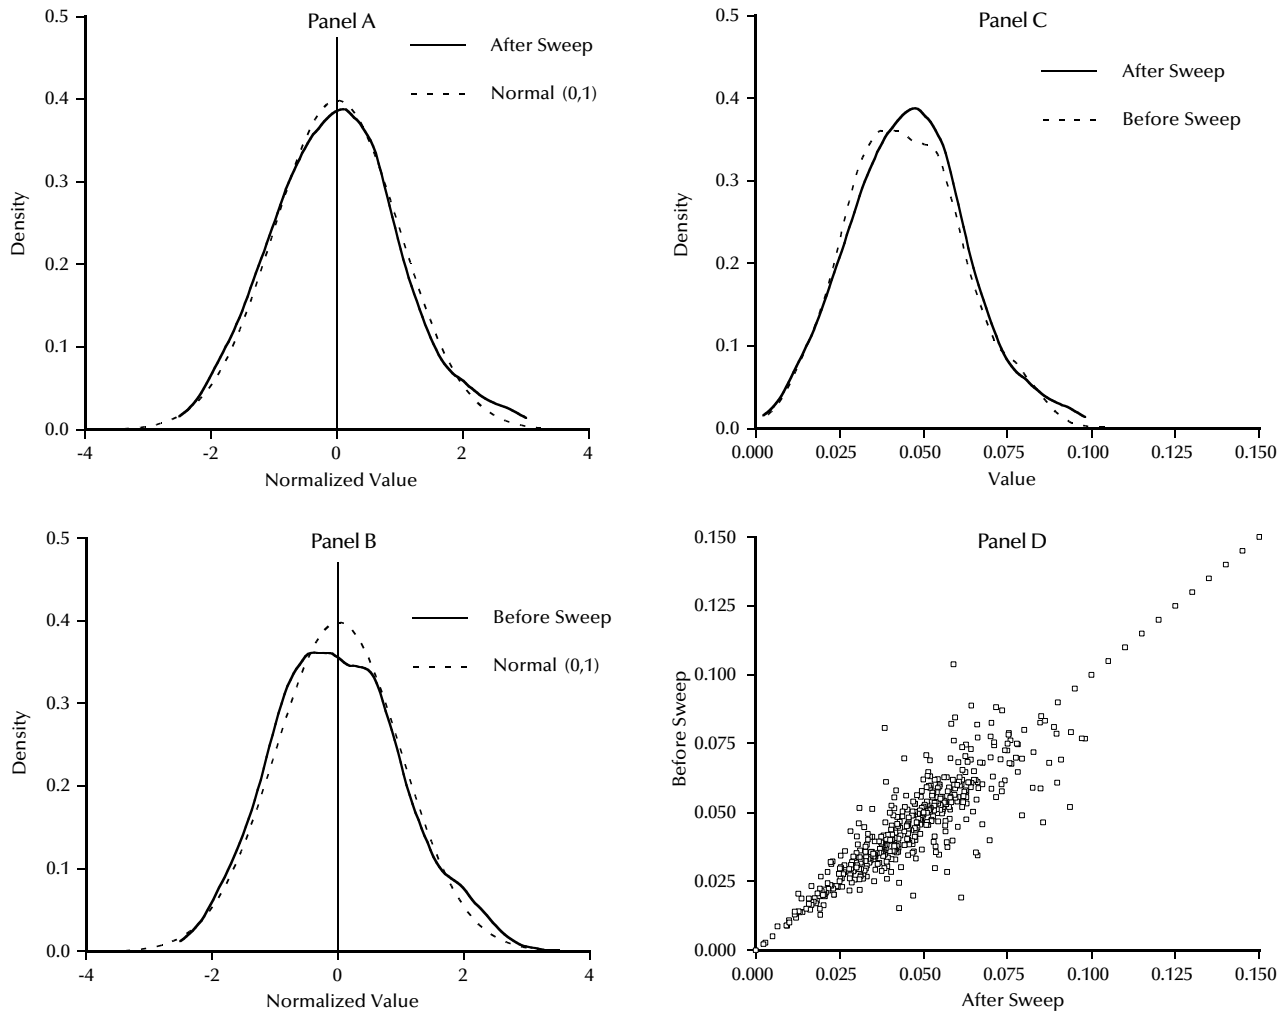 Panel A
0.5
After Sweep
0.4
Normal (0,1)
0.3
Density
0.2
0.1
0.0
-4
-2
0
2
4
Normalized Value
Panel C
0.5
After Sweep
0.4
Before Sweep
0.3
Density
0.2
0.1
0.0
0.000
0.025
0.050
0.075
0.100
0.125
0.150
Value
Panel B
0.5
Before Sweep
0.4
Normal (0,1)
0.3
Density
0.2
0.1
0.0
-4
-2
0
2
4
Normalized Value
Panel D
0.150
0.125
0.100
Before Sweep
0.075
0.050
0.025
0.000
0.000
0.025
0.050
0.075
0.100
0.125
0.150
After Sweep